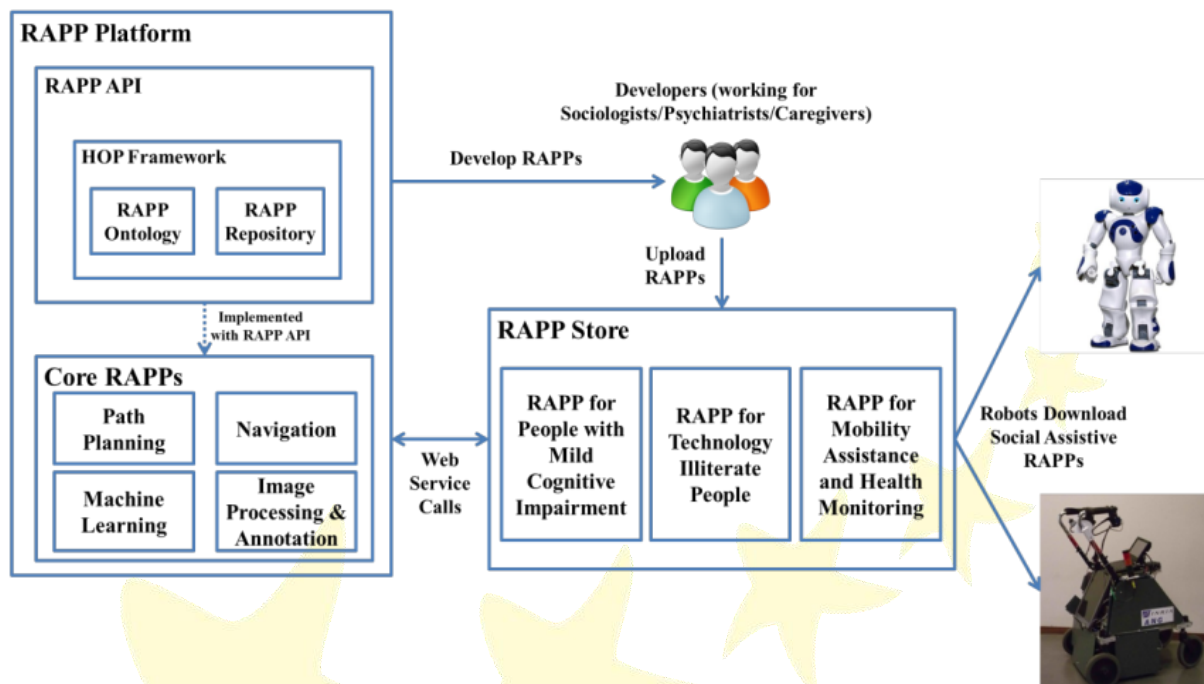 RAPP Platform
RAPP API
HOP Framework
RAPP
Ontology
RAPP
Repository
Implemented
with RAPP API
Core RAPPs
Path
Planning
Navigation
Machine
Learning
Image
Processing &
Annotation
Develop RAPPs
Developers (working for
Sociologists/Psychiatrists/Caregivers)
Upload
RAPPs
Web
Service
Calls
RAPP Store
RAPP for
People with
Mild
Cognitive
Impairment
RAPP for
Technology
Illiterate
People
RAPP for
Mobility
Assistance
and Health
Monitoring
Robots Download
Social Assistive
RAPPs
ANG